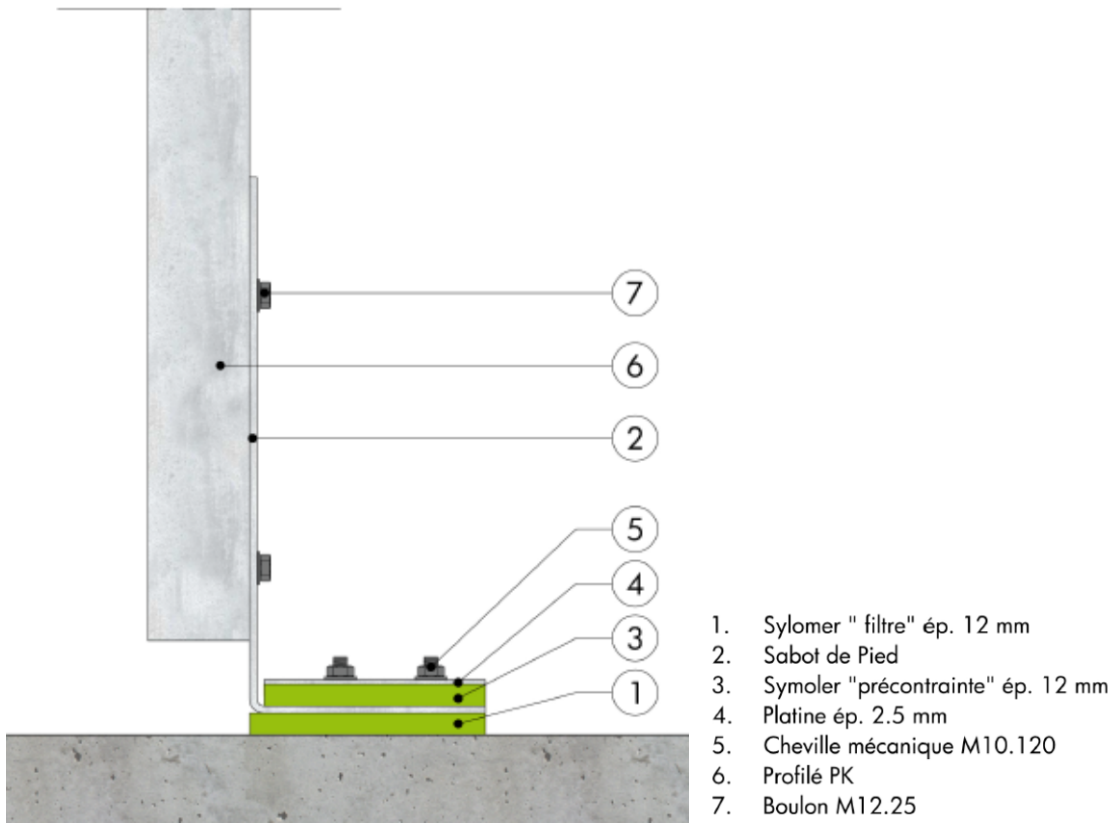 7
6
2
5
4
3
1
1. Sylomer " filtre" ép. 12 mm
2. Sabot de Pied
3. Symoler "précontrainte" ép. 12 mm
4. Platine ép. 2.5 mm
5. Cheville mécanique M10.120
6. Profilé PK
7. Boulon M12.25